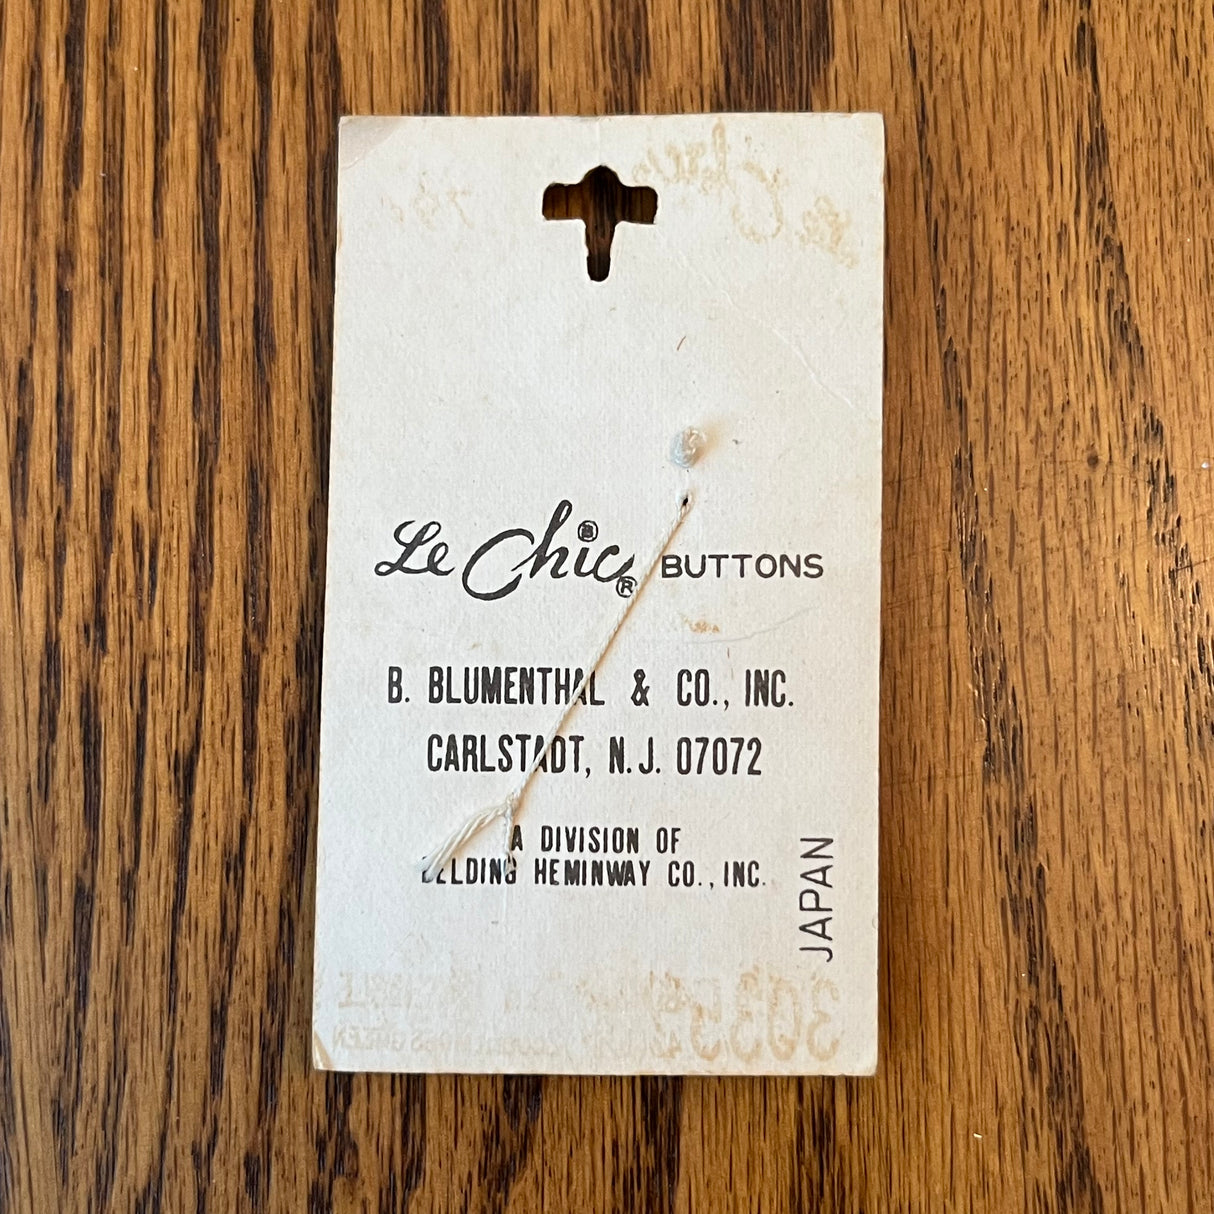 Le Chic® BUTTONS
B. BLUMENTHAL & CO., INC.
CARLSTADT, N.J. 07072
A DIVISION OF
BELDING HEMINWAY CO., INC.
JAPAN